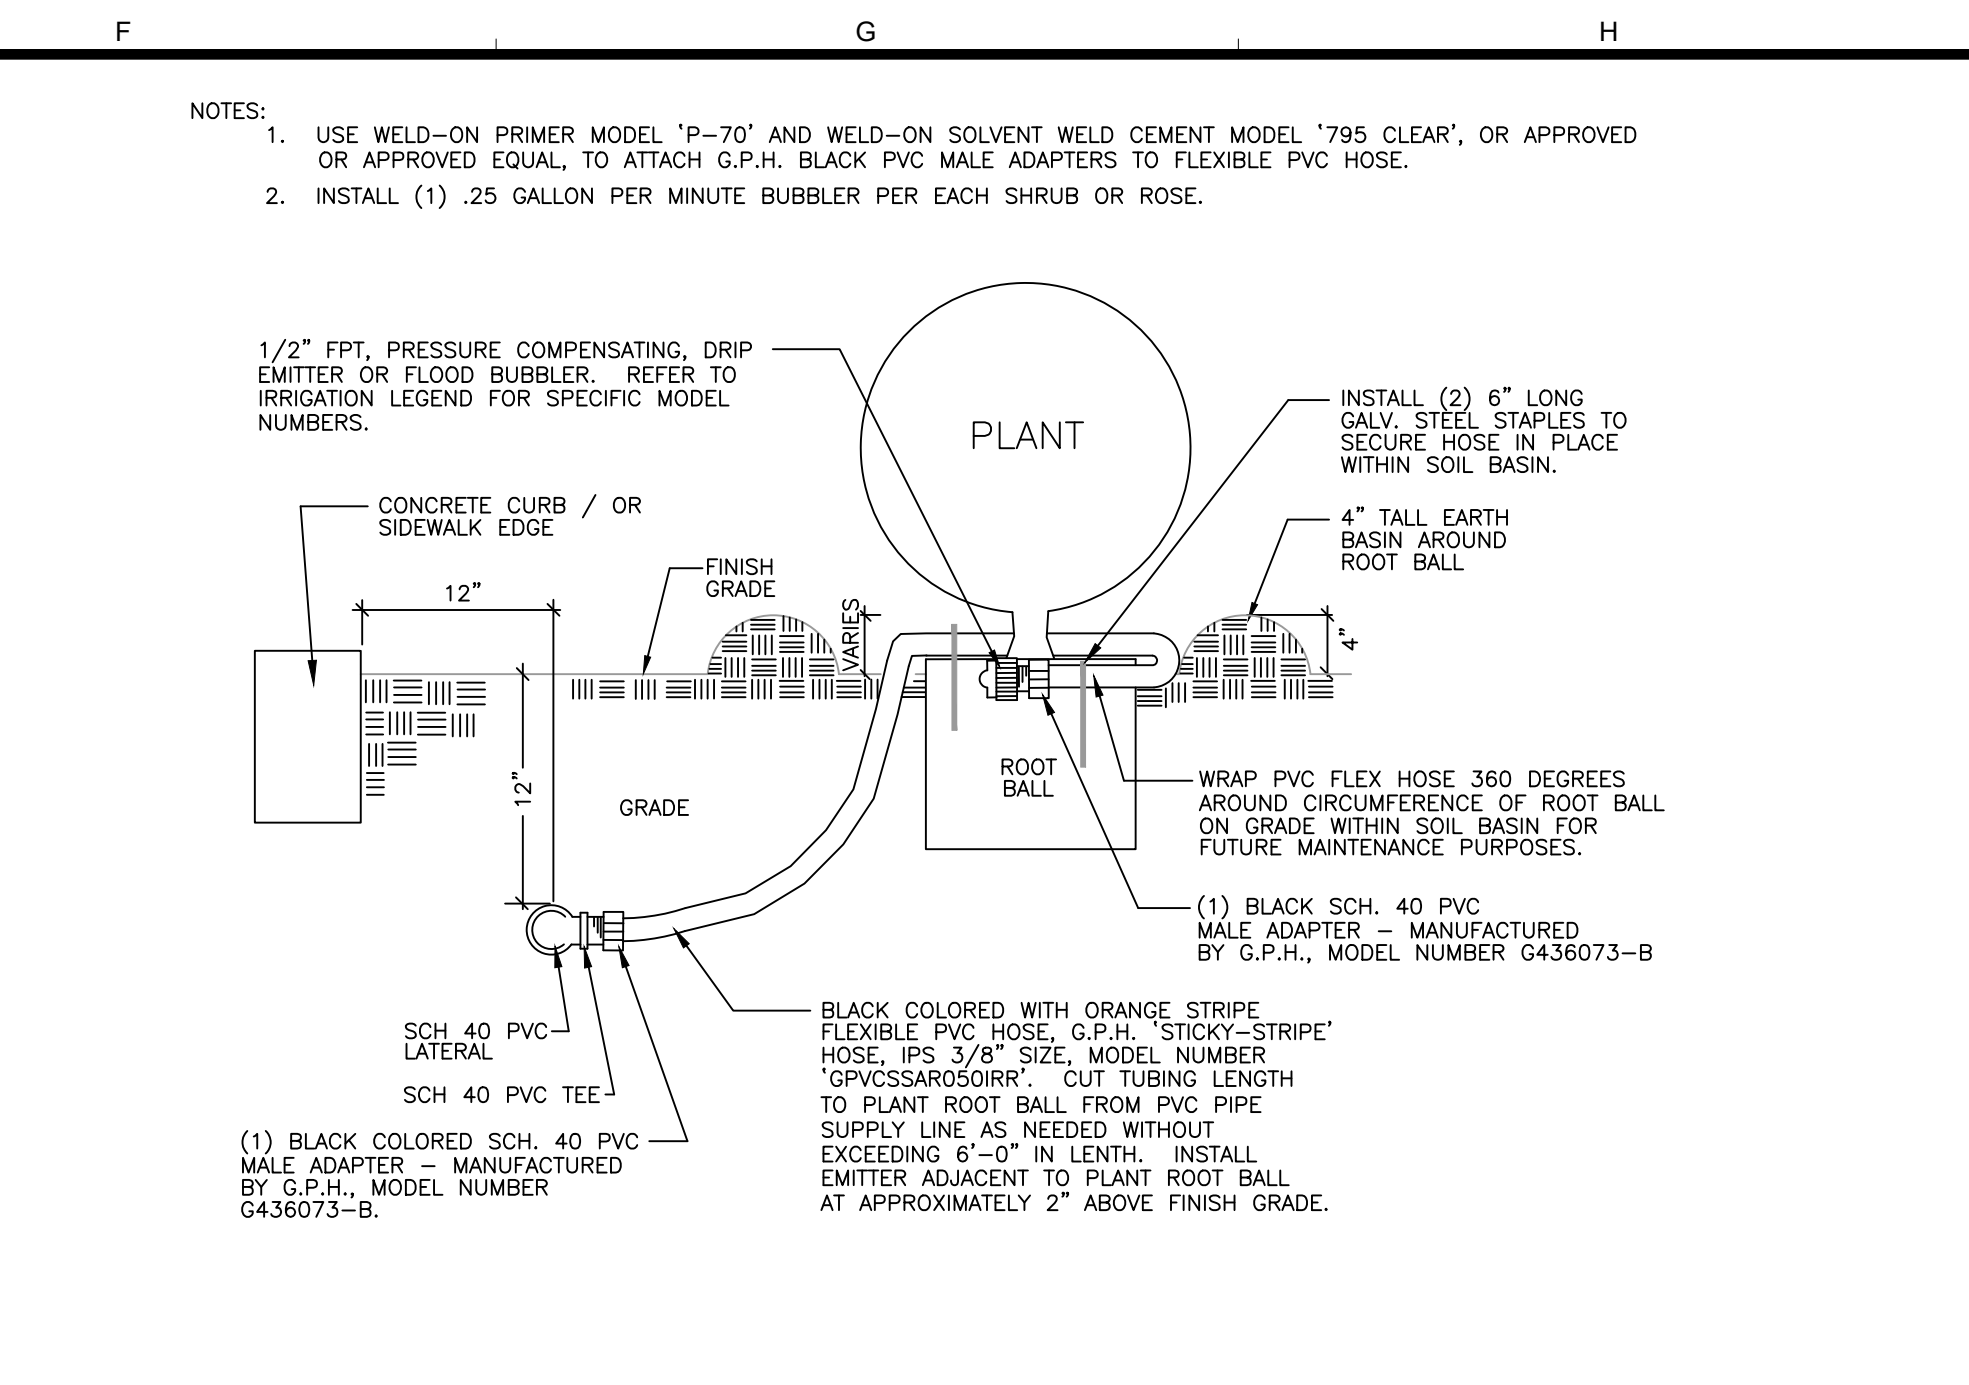 F G H
NOTES:
1. USE WELD–ON PRIMER MODEL ‘P–70’ AND WELD–ON SOLVENT WELD CEMENT MODEL ‘795 CLEAR’, OR APPROVED
OR APPROVED EQUAL, TO ATTACH G.P.H. BLACK PVC MALE ADAPTERS TO FLEXIBLE PVC HOSE.
2. INSTALL (1) .25 GALLON PER MINUTE BUBBLER PER EACH SHRUB OR ROSE.
1/2” FPT, PRESSURE COMPENSATING, DRIP
EMITTER OR FLOOD BUBBLER. REFER TO
IRRIGATION LEGEND FOR SPECIFIC MODEL
NUMBERS.
PLANT
INSTALL (2) 6” LONG
GALV. STEEL STAPLES TO
SECURE HOSE IN PLACE
WITHIN SOIL BASIN.
CONCRETE CURB / OR
SIDEWALK EDGE
4” TALL EARTH
BASIN AROUND
ROOT BALL
FINISH
GRADE
12”
VARIES
4”
12”
GRADE
ROOT
BALL
WRAP PVC FLEX HOSE 360 DEGREES
AROUND CIRCUMFERENCE OF ROOT BALL
ON GRADE WITHIN SOIL BASIN FOR
FUTURE MAINTENANCE PURPOSES.
(1) BLACK SCH. 40 PVC
MALE ADAPTER – MANUFACTURED
BY G.P.H., MODEL NUMBER G436073–B
SCH 40 PVC
LATERAL
SCH 40 PVC TEE
(1) BLACK COLORED SCH. 40 PVC
MALE ADAPTER – MANUFACTURED
BY G.P.H., MODEL NUMBER
G436073–B.
BLACK COLORED WITH ORANGE STRIPE
FLEXIBLE PVC HOSE, G.P.H. ‘STICKY–STRIPE’
HOSE, IPS 3/8” SIZE, MODEL NUMBER
‘GPVCSSAR050IRR’. CUT TUBING LENGTH
TO PLANT ROOT BALL FROM PVC PIPE
SUPPLY LINE AS NEEDED WITHOUT
EXCEEDING 6’–0” IN LENTH. INSTALL
EMITTER ADJACENT TO PLANT ROOT BALL
AT APPROXIMATELY 2” ABOVE FINISH GRADE.